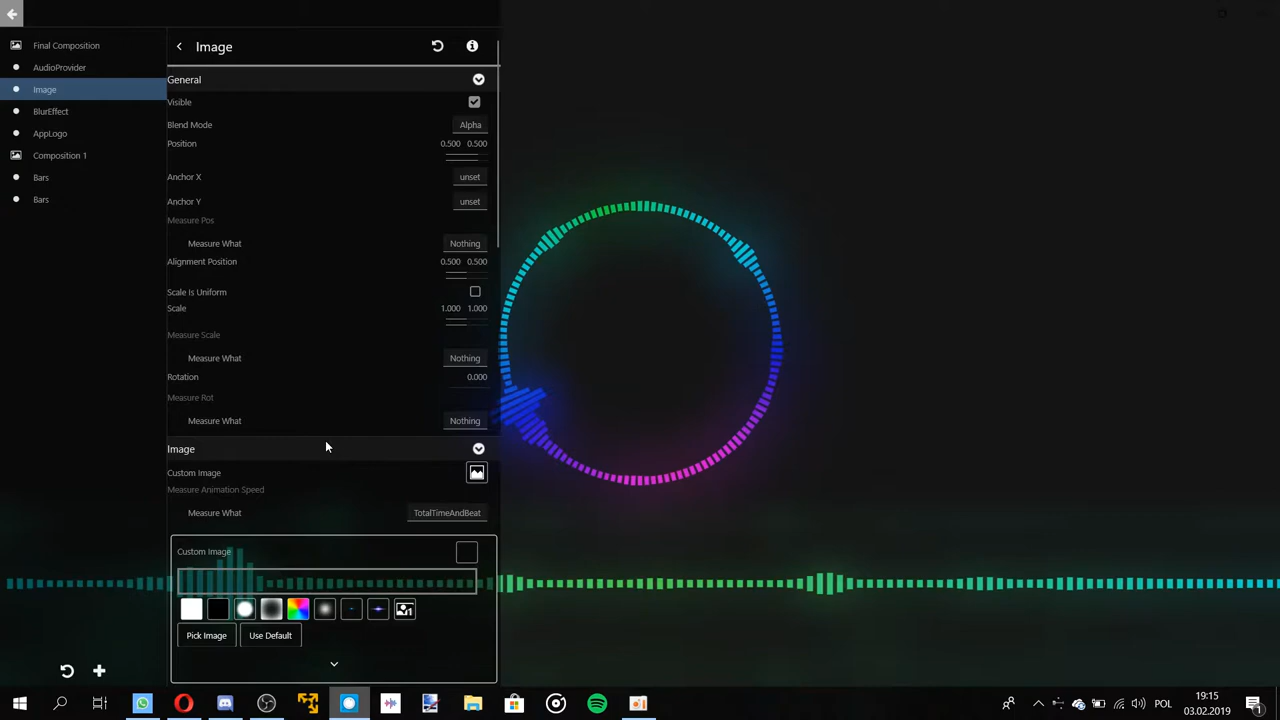 Final Composition
AudioProvider
Image
BlurEffect
AppLogo
Composition 1
Bars
Bars
Image
General
Visible
Blend Mode Alpha
Position 0.500 0.500
Anchor X unset
Anchor Y unset
Measure Pos
Measure What Nothing
Alignment Position 0.500 0.500
Scale Is Uniform
Scale 1.000 1.000
Measure Scale
Measure What Nothing
Rotation 0.000
Measure Rot
Measure What Nothing
Image
Custom Image
Measure Animation Speed
Measure What TotalTimeAndBeat
Custom Image
Pick Image Use Default
POL
19:15
03.02.2019
1